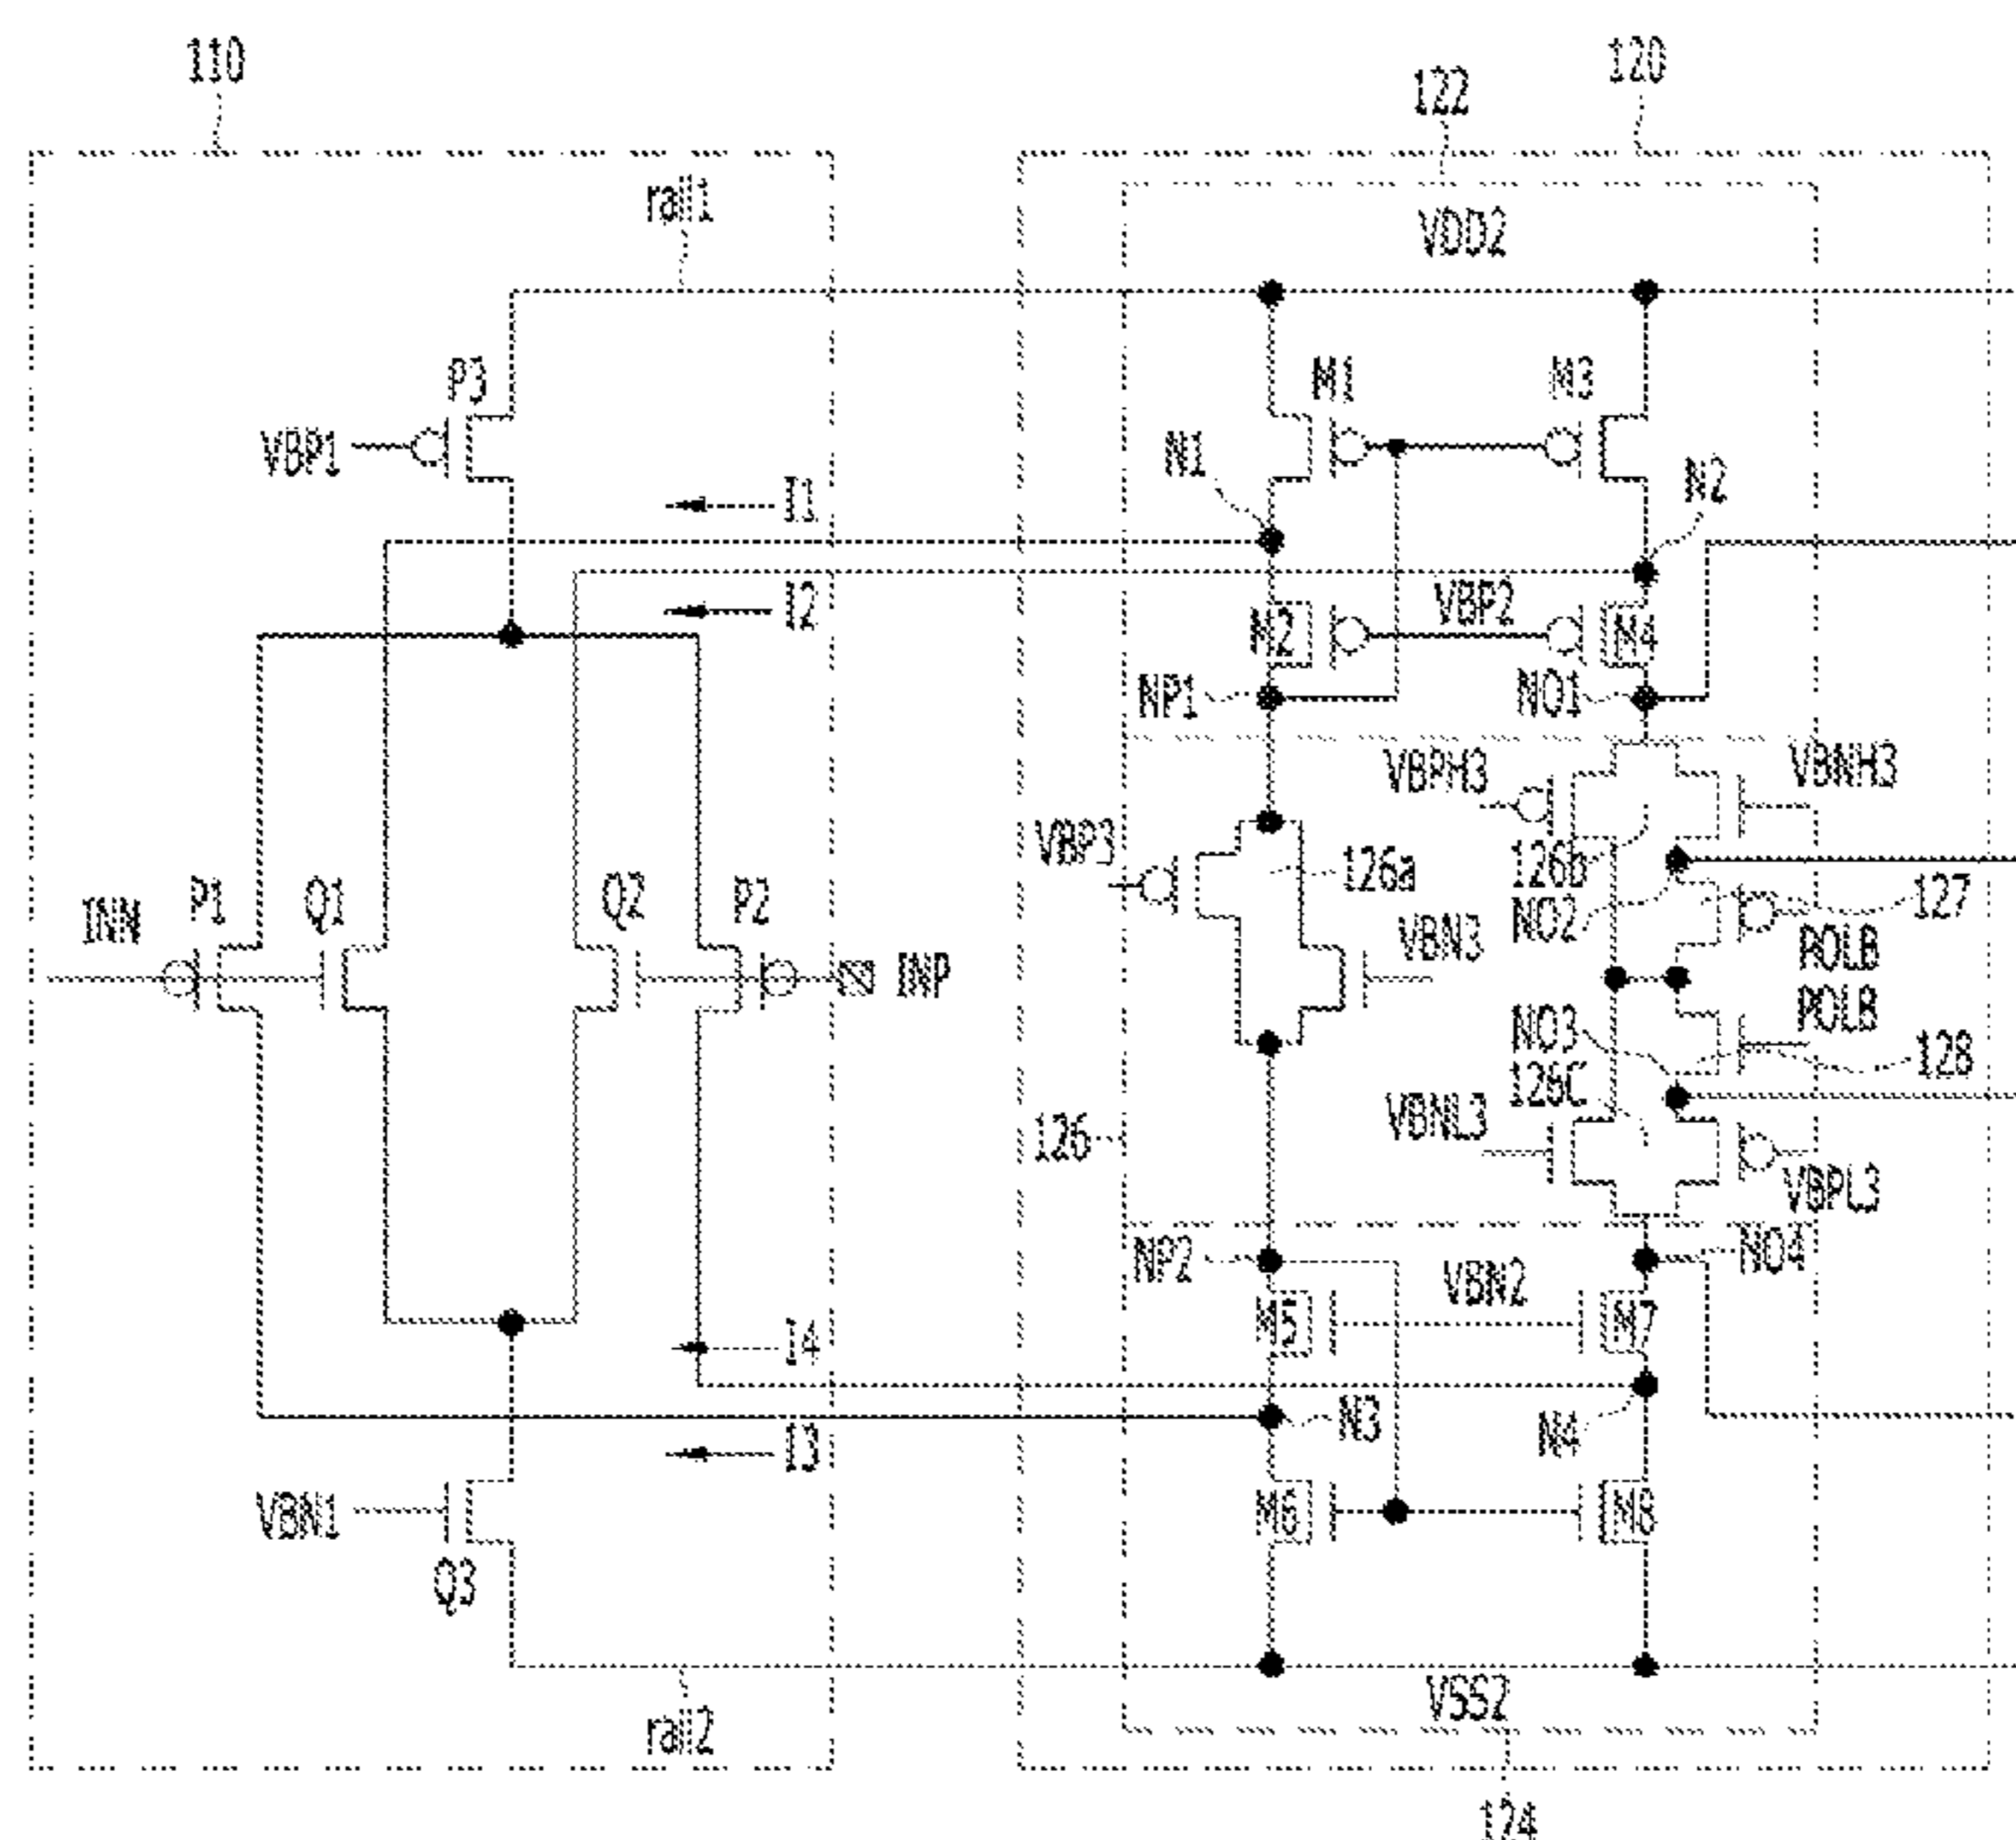 110
120
122
rail1
VDD2
P3
M1
M3
VBP1
N1
N2
I1
I2
M2
VBP2
M4
NP1
NO1
VBPH3
VBNH3
VBP3
126a
126b
127
INN
P1
Q1
Q2
P2
NO2
VBN3
POLB
INP
POLB
NO3
128
126C
VBNL3
126
VBPL3
NP2
VBN2
NO4
M5
M7
I4
N3
N4
I3
VBN1
M6
M8
Q3
VSS2
rail2
124